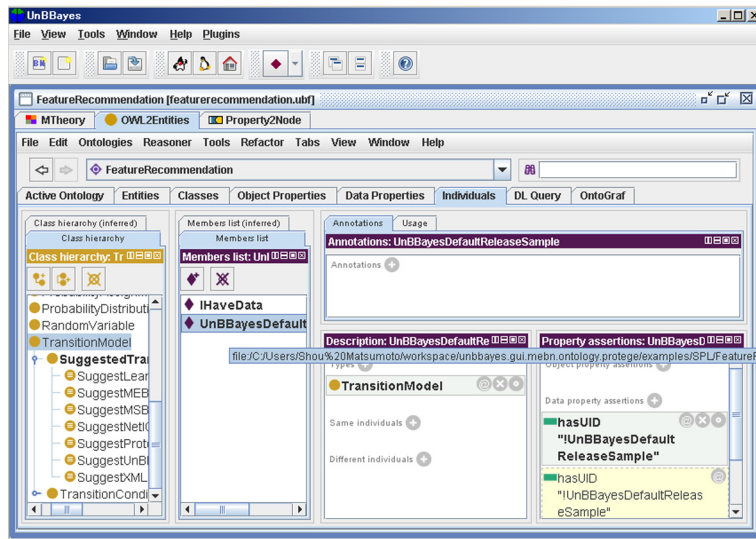 UnBBayes
File View Tools Window Help Plugins
FeatureRecommendation [featurerecommendation.ubf]
MTheory OWL2Entities Property2Node
File Edit Ontologies Reasoner Tools Refactor Tabs View Window Help
FeatureRecommendation
Active Ontology Entities Classes Object Properties Data Properties Individuals DL Query OntoGraf
Class hierarchy (inferred)
Class hierarchy
Class hierarchy: Tr
ProbabilityDistributi
RandomVariable
TransitionModel
SuggestedTra
SuggestLear
SuggestMEB
SuggestMSB
SuggestNetIC
SuggestProt
SuggestUnBI
SuggestXML
TransitionCondi
Members list (inferred)
Members list
Members list: UnI
IHaveData
UnBBayesDefault
Annotations Usage
Annotations: UnBBayesDefaultReleaseSample
Annotations
Description: UnBBayesDefaultRe
file:/C:/Users/Shou%20Matsumoto/workspace/unbbayes.gui.mebn.ontology.protege/examples/SPL/FeatureR
Types
TransitionModel
Same individuals
Different individuals
Property assertions: UnBBayesD
Object property assertions
Data property assertions
hasUID
"!UnBBayesDefault
ReleaseSample"
hasUID
"!UnBBayesDefaultReleas
eSample"